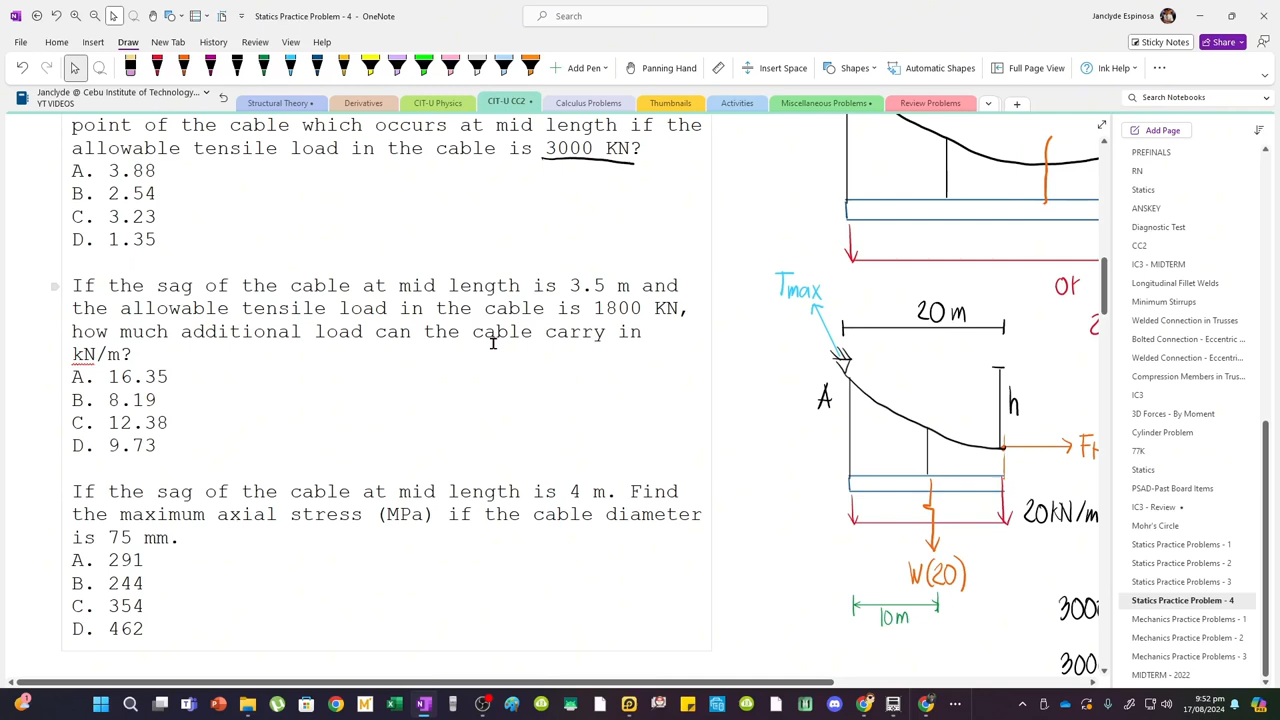 Statics Practice Problem - 4 - OneNote
Search
Janclyde Espinosa
File Home Insert Draw New Tab History Review View Help
Sticky Notes
Share
Add Pen
Panning Hand
Insert Space
Shapes
Automatic Shapes
Full Page View
Ink Help
Janclyde @ Cebu Institute of Technology...
YT VIDEOS
Structural Theory
Derivatives
CIT-U Physics
CIT-U CC2
Calculus Problems
Thumbnails
Activities
Miscellaneous Problems
Review Problems
Search Notebooks
point of the cable which occurs at mid length if the
allowable tensile load in the cable is 3000 KN?
A. 3.88
B. 2.54
C. 3.23
D. 1.35
If the sag of the cable at mid length is 3.5 m and
the allowable tensile load in the cable is 1800 KN,
how much additional load can the cable carry in
kN/m?
A. 16.35
B. 8.19
C. 12.38
D. 9.73
If the sag of the cable at mid length is 4 m. Find
the maximum axial stress (MPa) if the cable diameter
is 75 mm.
A. 291
B. 244
C. 354
D. 462
or
Tmax
20m
A
h
20kN/m
W(20)
10m
300
300
Add Page
PREFINALS
RN
Statics
ANSKEY
Diagnostic Test
CC2
IC3 - MIDTERM
Longitudinal Fillet Welds
Minimum Stirrups
Welded Connection in Trusses
Bolted Connection - Eccentric ...
Welded Connection - Eccentric...
Compression Members in Trus...
IC3
3D Forces - By Moment
Cylinder Problem
77K
Statics
PSAD-Past Board Items
IC3 - Review
Mohr's Circle
Statics Practice Problems - 1
Statics Practice Problems - 2
Statics Practice Problems - 3
Statics Practice Problem - 4
Mechanics Practice Problems - 1
Mechanics Practice Problem - 2
Mechanics Practice Problem - 3
MIDTERM - 2022
9:52 pm
17/08/2024